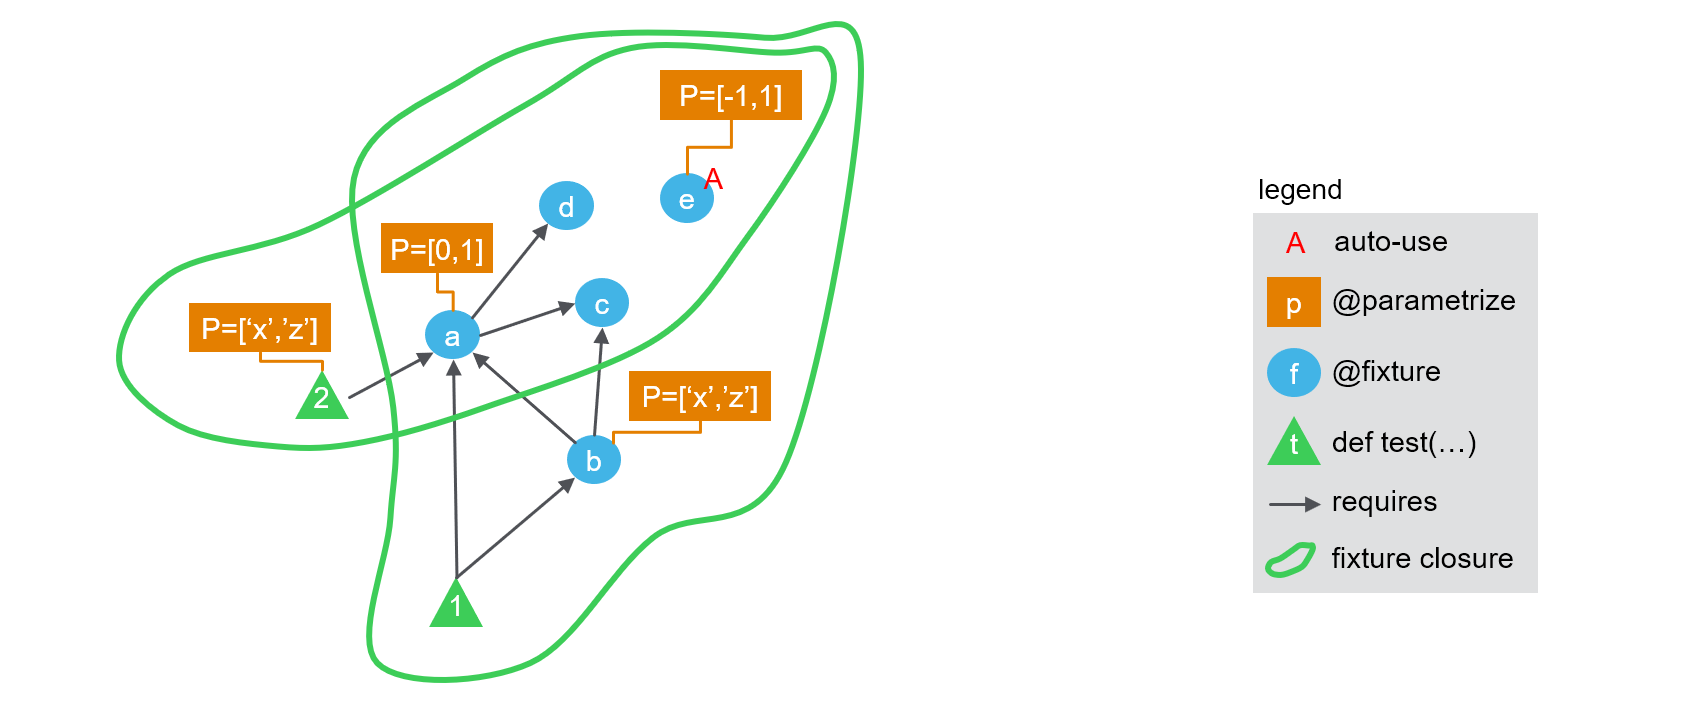 P=[-1,1]
A
e
d
P=[0,1]
c
a
P=[‘x’,’z’]
2
P=[‘x’,’z’]
b
1
legend
A auto-use
p @parametrize
f @fixture
t def test(…)
requires
fixture closure